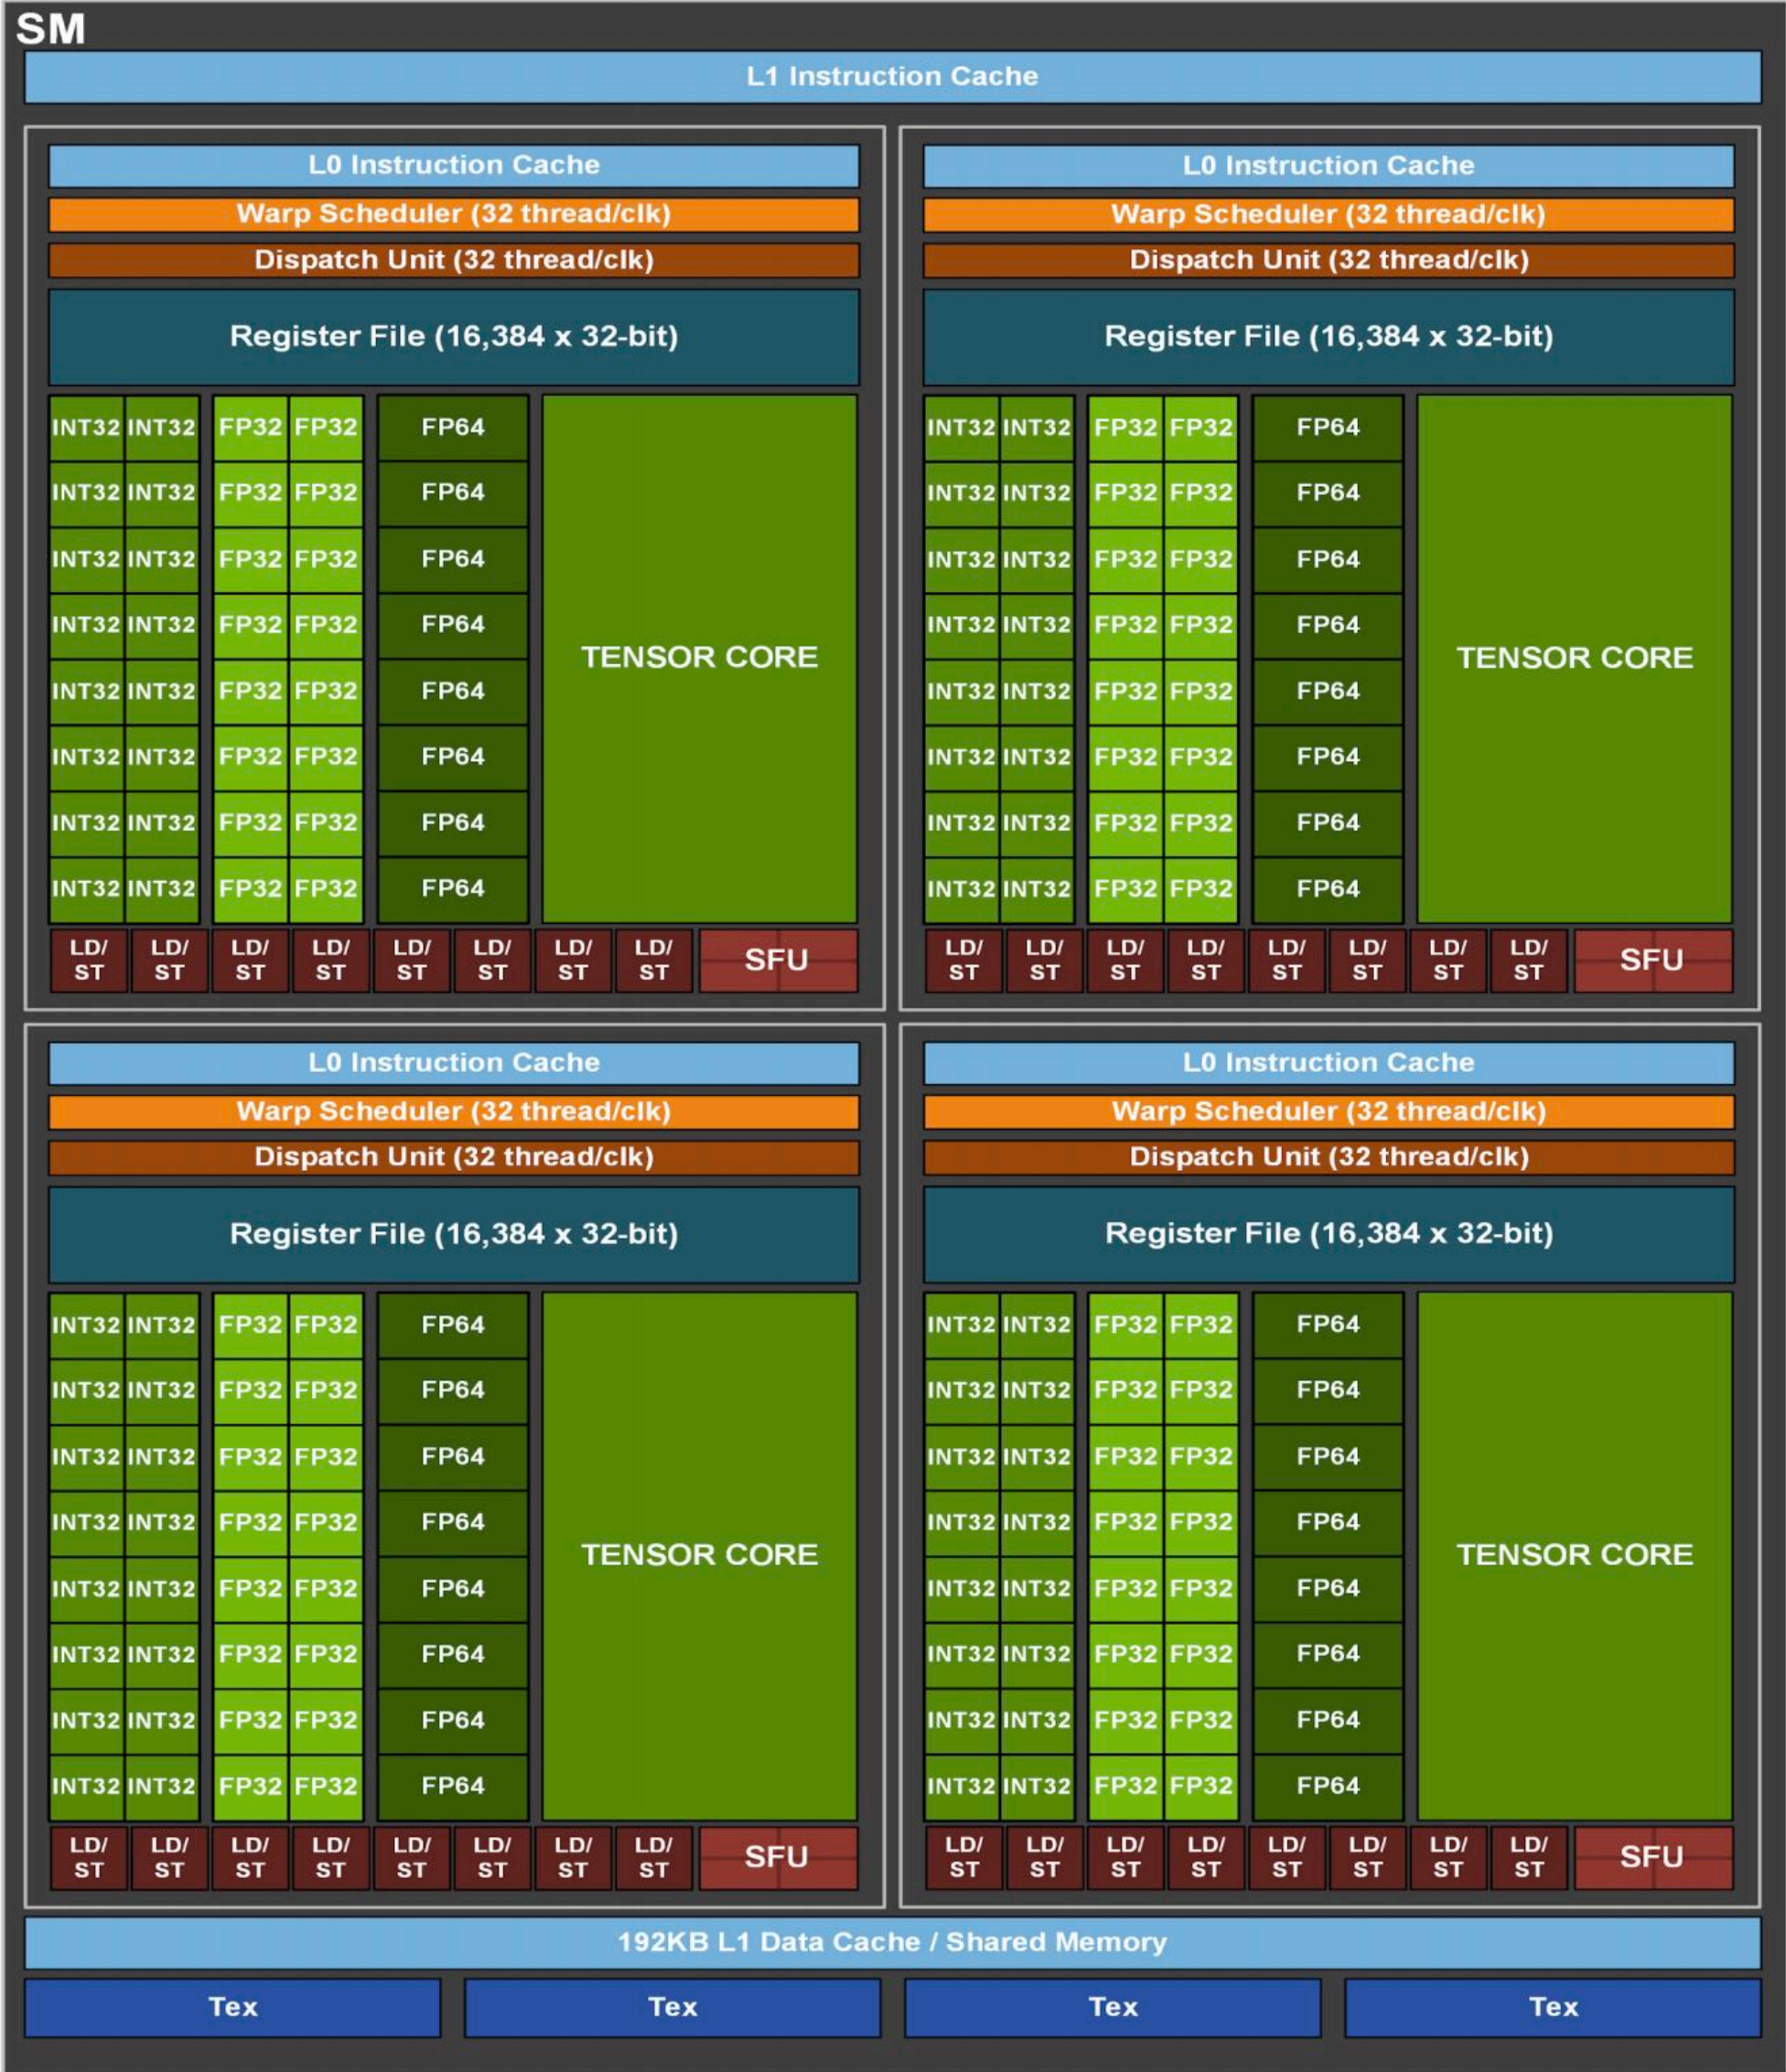 SM
L1 Instruction Cache
L0 Instruction Cache
Warp Scheduler (32 thread/clk)
Dispatch Unit (32 thread/clk)
Register File (16,384 x 32-bit)
INT32 INT32 FP32 FP32 FP64
INT32 INT32 FP32 FP32 FP64
INT32 INT32 FP32 FP32 FP64
INT32 INT32 FP32 FP32 FP64
TENSOR CORE
INT32 INT32 FP32 FP32 FP64
INT32 INT32 FP32 FP32 FP64
INT32 INT32 FP32 FP32 FP64
INT32 INT32 FP32 FP32 FP64
LD/ LD/ LD/ LD/ LD/ LD/ LD/ LD/
ST ST ST ST ST ST ST ST
SFU
L0 Instruction Cache
Warp Scheduler (32 thread/clk)
Dispatch Unit (32 thread/clk)
Register File (16,384 x 32-bit)
INT32 INT32 FP32 FP32 FP64
INT32 INT32 FP32 FP32 FP64
INT32 INT32 FP32 FP32 FP64
INT32 INT32 FP32 FP32 FP64
TENSOR CORE
INT32 INT32 FP32 FP32 FP64
INT32 INT32 FP32 FP32 FP64
INT32 INT32 FP32 FP32 FP64
INT32 INT32 FP32 FP32 FP64
LD/ LD/ LD/ LD/ LD/ LD/ LD/ LD/
ST ST ST ST ST ST ST ST
SFU
L0 Instruction Cache
Warp Scheduler (32 thread/clk)
Dispatch Unit (32 thread/clk)
Register File (16,384 x 32-bit)
INT32 INT32 FP32 FP32 FP64
INT32 INT32 FP32 FP32 FP64
INT32 INT32 FP32 FP32 FP64
INT32 INT32 FP32 FP32 FP64
TENSOR CORE
INT32 INT32 FP32 FP32 FP64
INT32 INT32 FP32 FP32 FP64
INT32 INT32 FP32 FP32 FP64
INT32 INT32 FP32 FP32 FP64
LD/ LD/ LD/ LD/ LD/ LD/ LD/ LD/
ST ST ST ST ST ST ST ST
SFU
L0 Instruction Cache
Warp Scheduler (32 thread/clk)
Dispatch Unit (32 thread/clk)
Register File (16,384 x 32-bit)
INT32 INT32 FP32 FP32 FP64
INT32 INT32 FP32 FP32 FP64
INT32 INT32 FP32 FP32 FP64
INT32 INT32 FP32 FP32 FP64
TENSOR CORE
INT32 INT32 FP32 FP32 FP64
INT32 INT32 FP32 FP32 FP64
INT32 INT32 FP32 FP32 FP64
INT32 INT32 FP32 FP32 FP64
LD/ LD/ LD/ LD/ LD/ LD/ LD/ LD/
ST ST ST ST ST ST ST ST
SFU
192KB L1 Data Cache / Shared Memory
Tex Tex Tex Tex